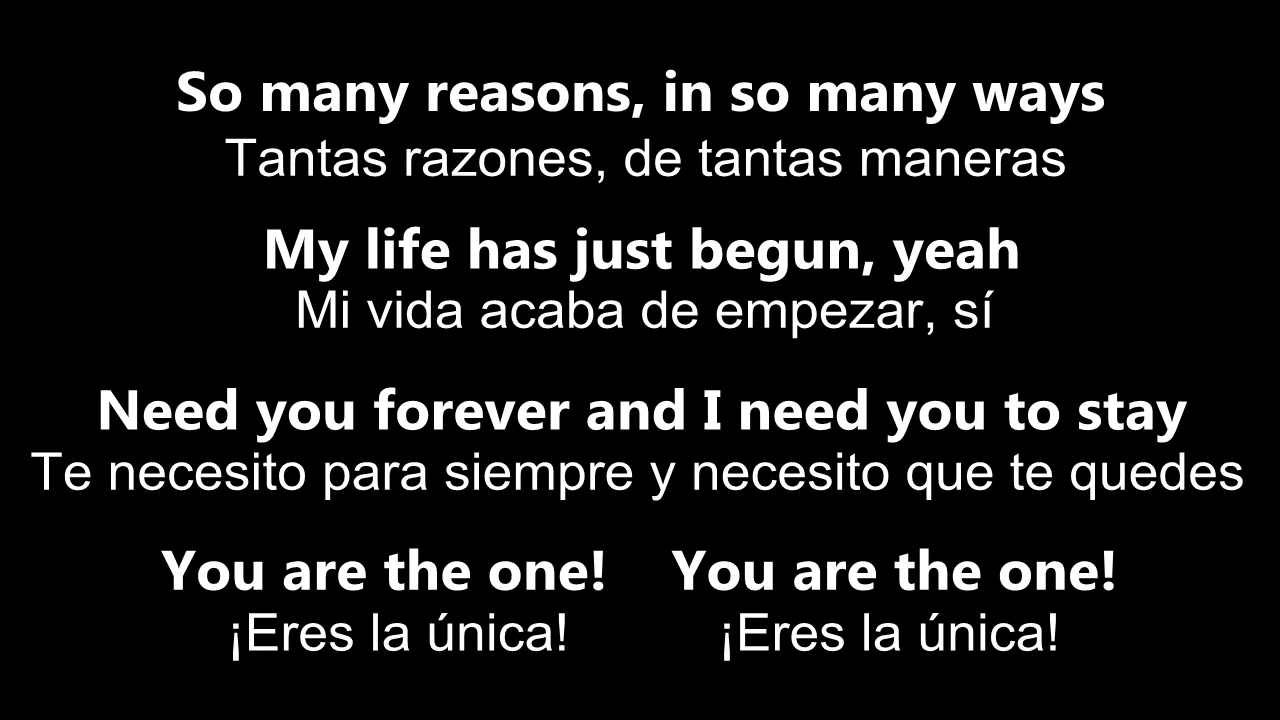 So many reasons, in so many ways
Tantas razones, de tantas maneras
My life has just begun, yeah
Mi vida acaba de empezar, sí
Need you forever and I need you to stay
Te necesito para siempre y necesito que te quedes
You are the one! You are the one!
¡Eres la única! ¡Eres la única!